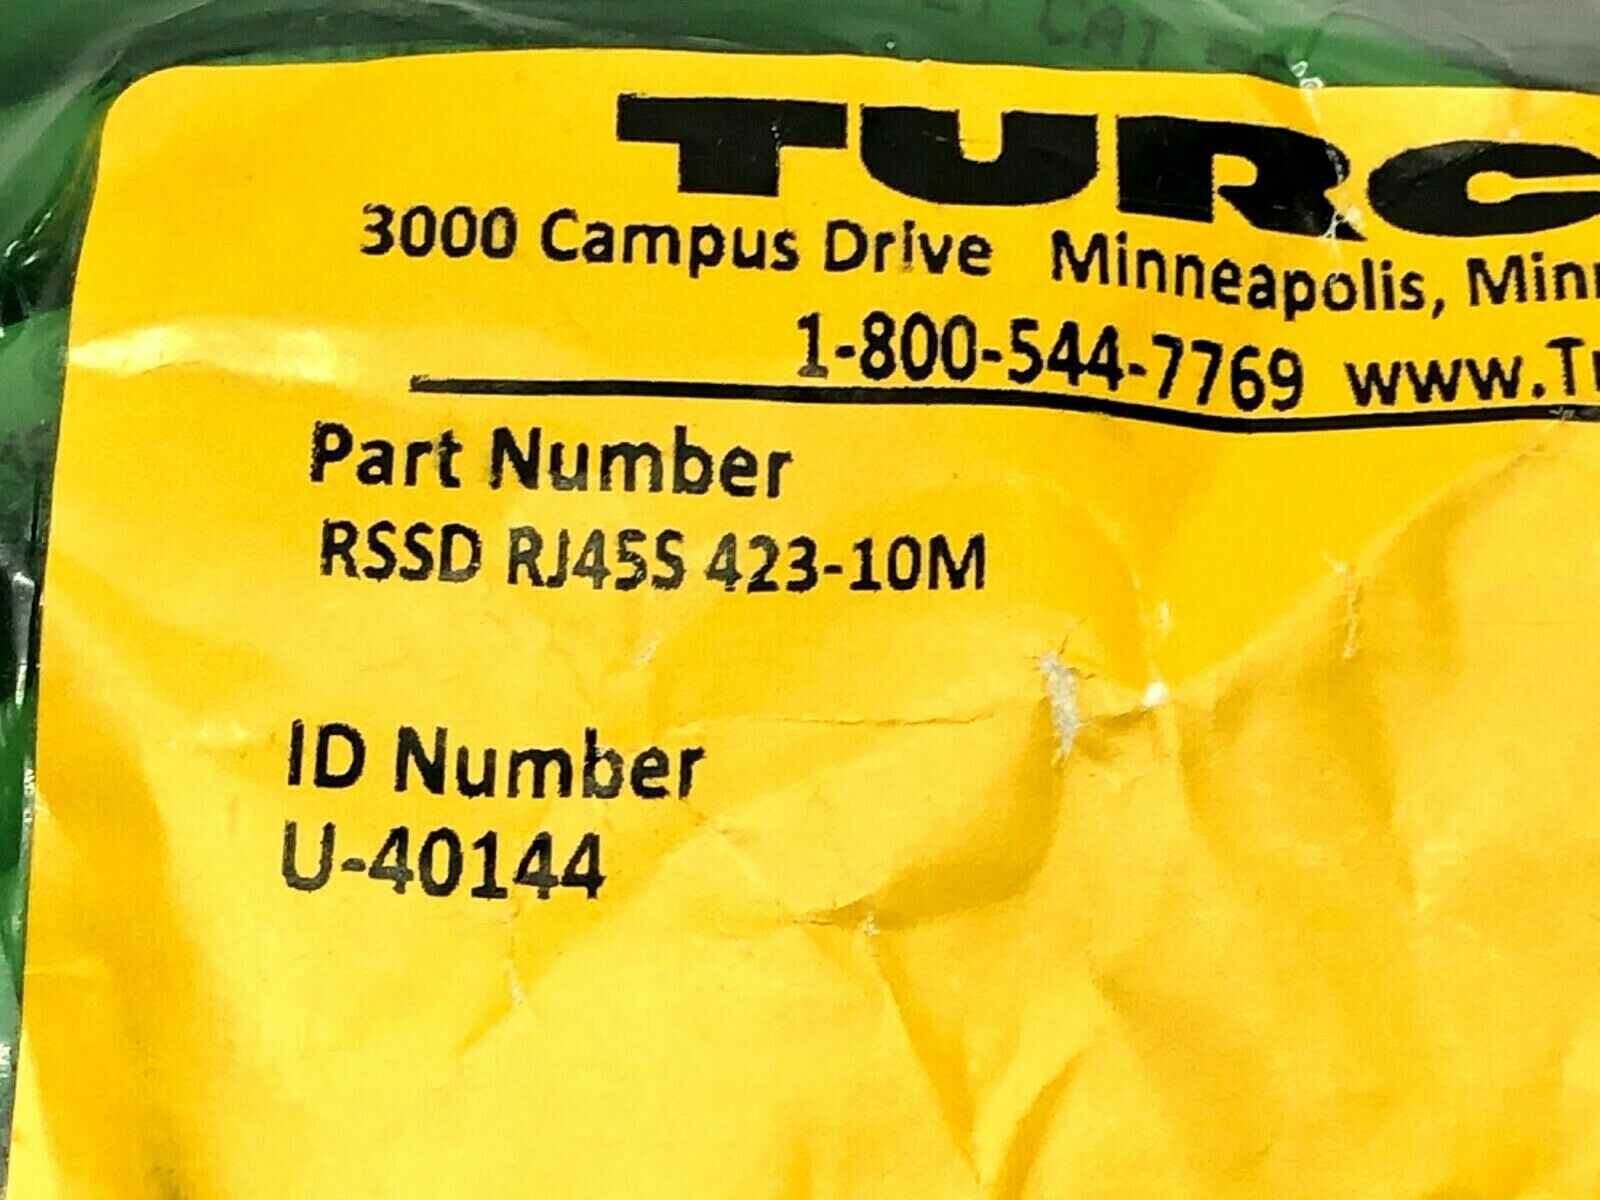 CAT
TURC
3000 Campus Drive Minneapolis, Minn
1-800-544-7769 www.T
Part Number
RSSD RJ45S 423-10M
ID Number
U-40144